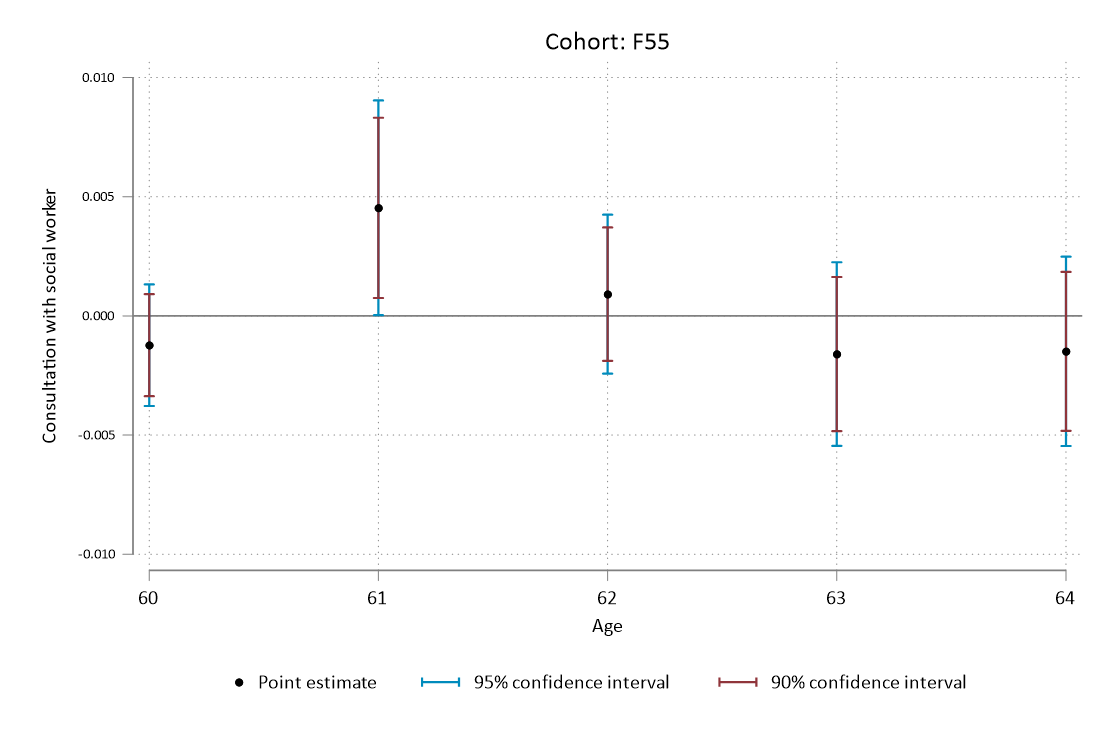 Cohort: F55
0.010
0.005
0.000
-0.005
-0.010
Consultation with social worker
60 61 62 63 64
Age
Point estimate 95% confidence interval 90% confidence interval